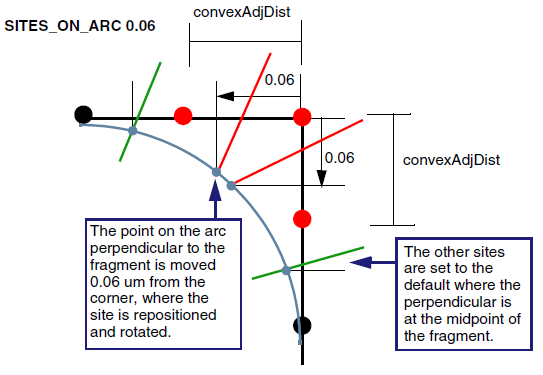 convexAdjDist
SITES_ON_ARC 0.06
0.06
0.06
convexAdjDist
The point on the arc
perpendicular to the
fragment is moved
0.06 um from the
corner, where the
site is repositioned
and rotated.
The other sites
are set to the
default where the
perpendicular is
at the midpoint of
the fragment.